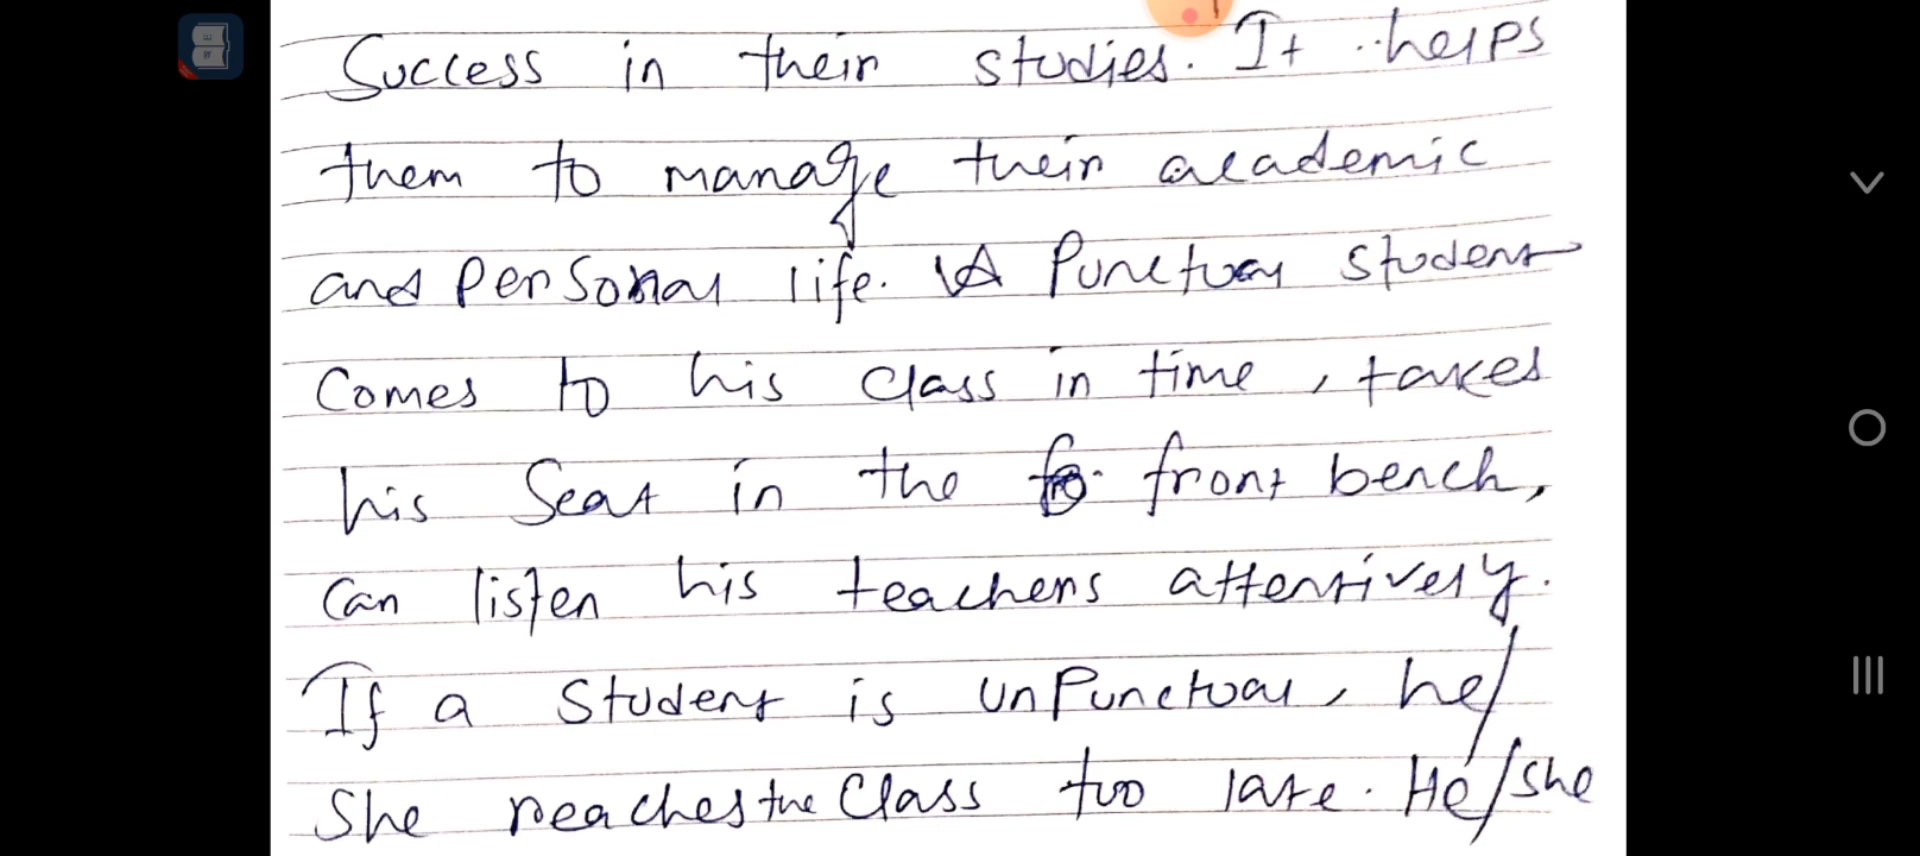 Success in their studies. It helps
them to manage their academic
and personal life. A Punctual student
Comes to his class in time, takes
his Seat in the front bench,
Can listen his teachers attentively.
If a Student is unPunctual, he/
She reaches the Class too late. He/she